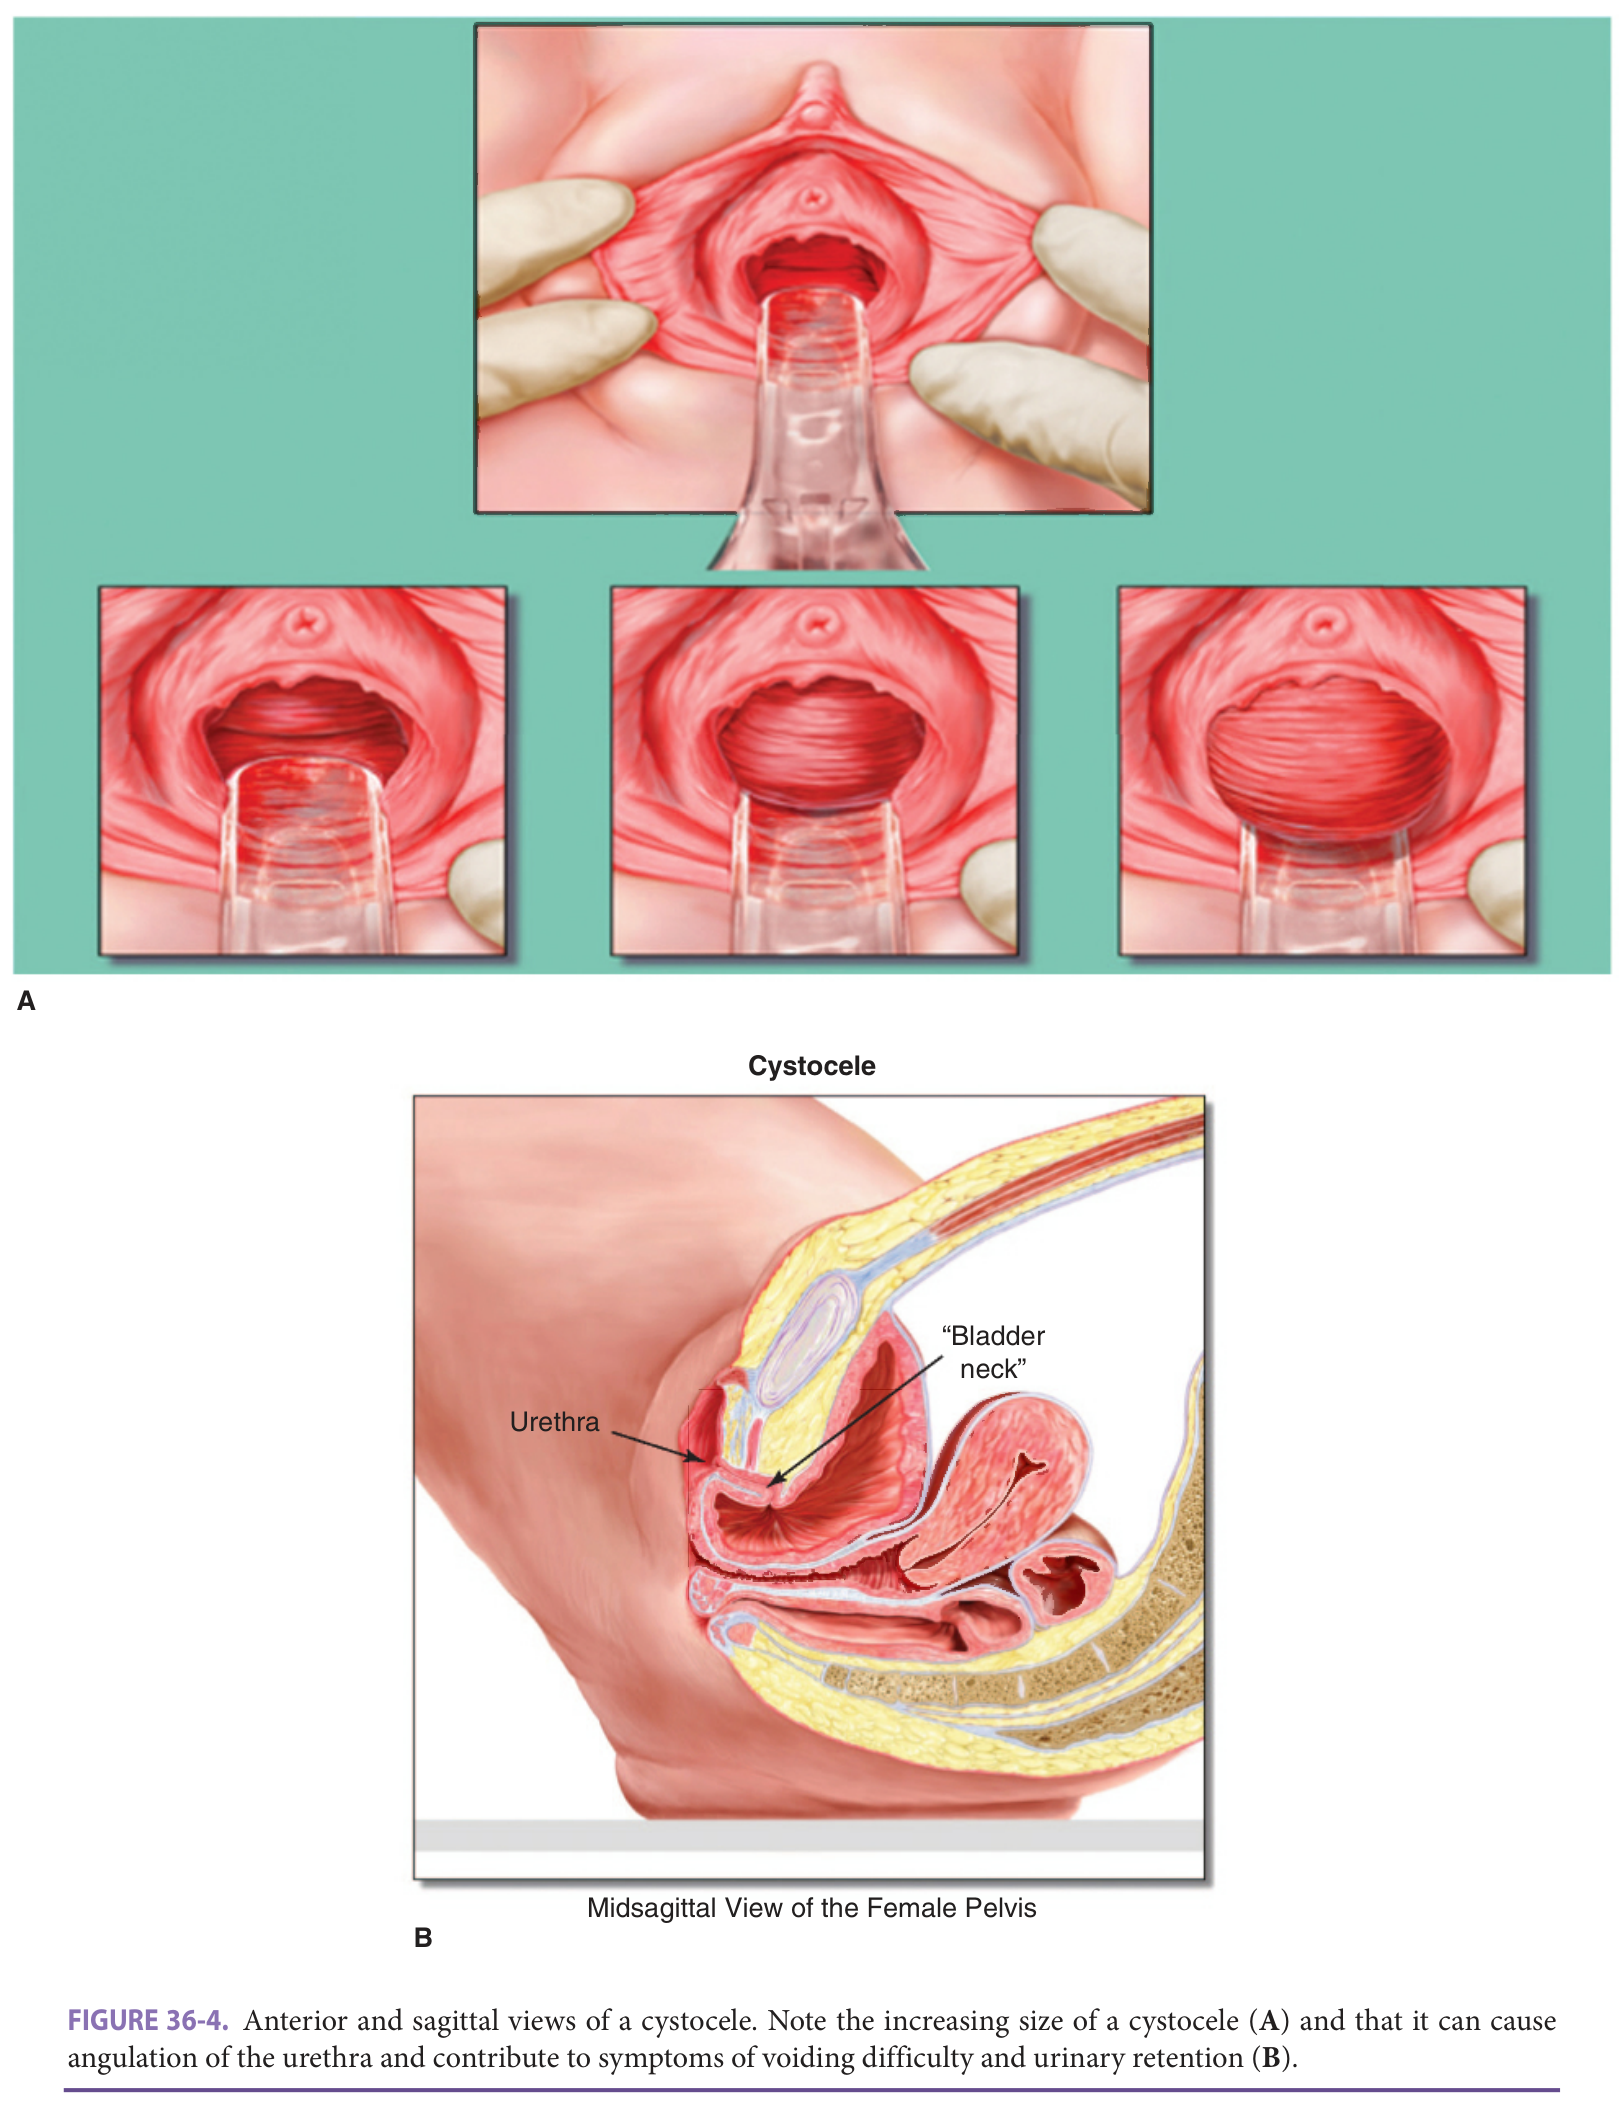 A
Cystocele
“Bladder
neck”
Urethra
Midsagittal View of the Female Pelvis
B
FIGURE 36-4. Anterior and sagittal views of a cystocele. Note the increasing size of a cystocele (A) and that it can cause
angulation of the urethra and contribute to symptoms of voiding difficulty and urinary retention (B).